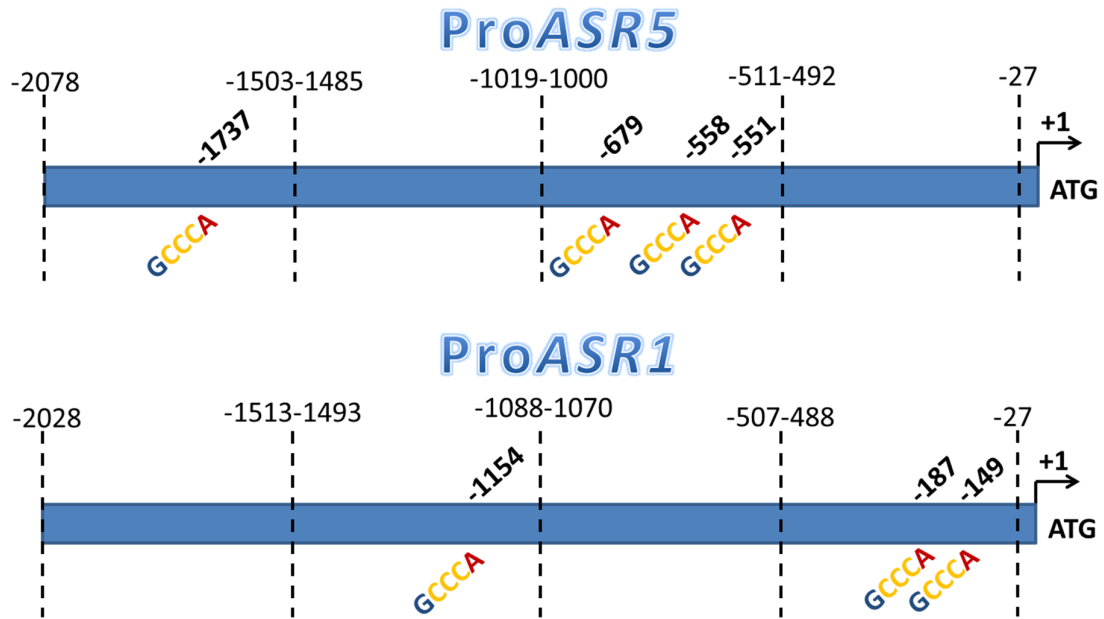 ProASR5
-2078 -1503-1485 -1019-1000 -511-492 -27
-1737 -679 -558 -551 +1
ATG
GCCCA GCCCA GCCCA GCCCA
ProASR1
-2028 -1513-1493 -1088-1070 -507-488 -27
-1154 -187 -149 +1
ATG
GCCCA GCCCA GCCCA